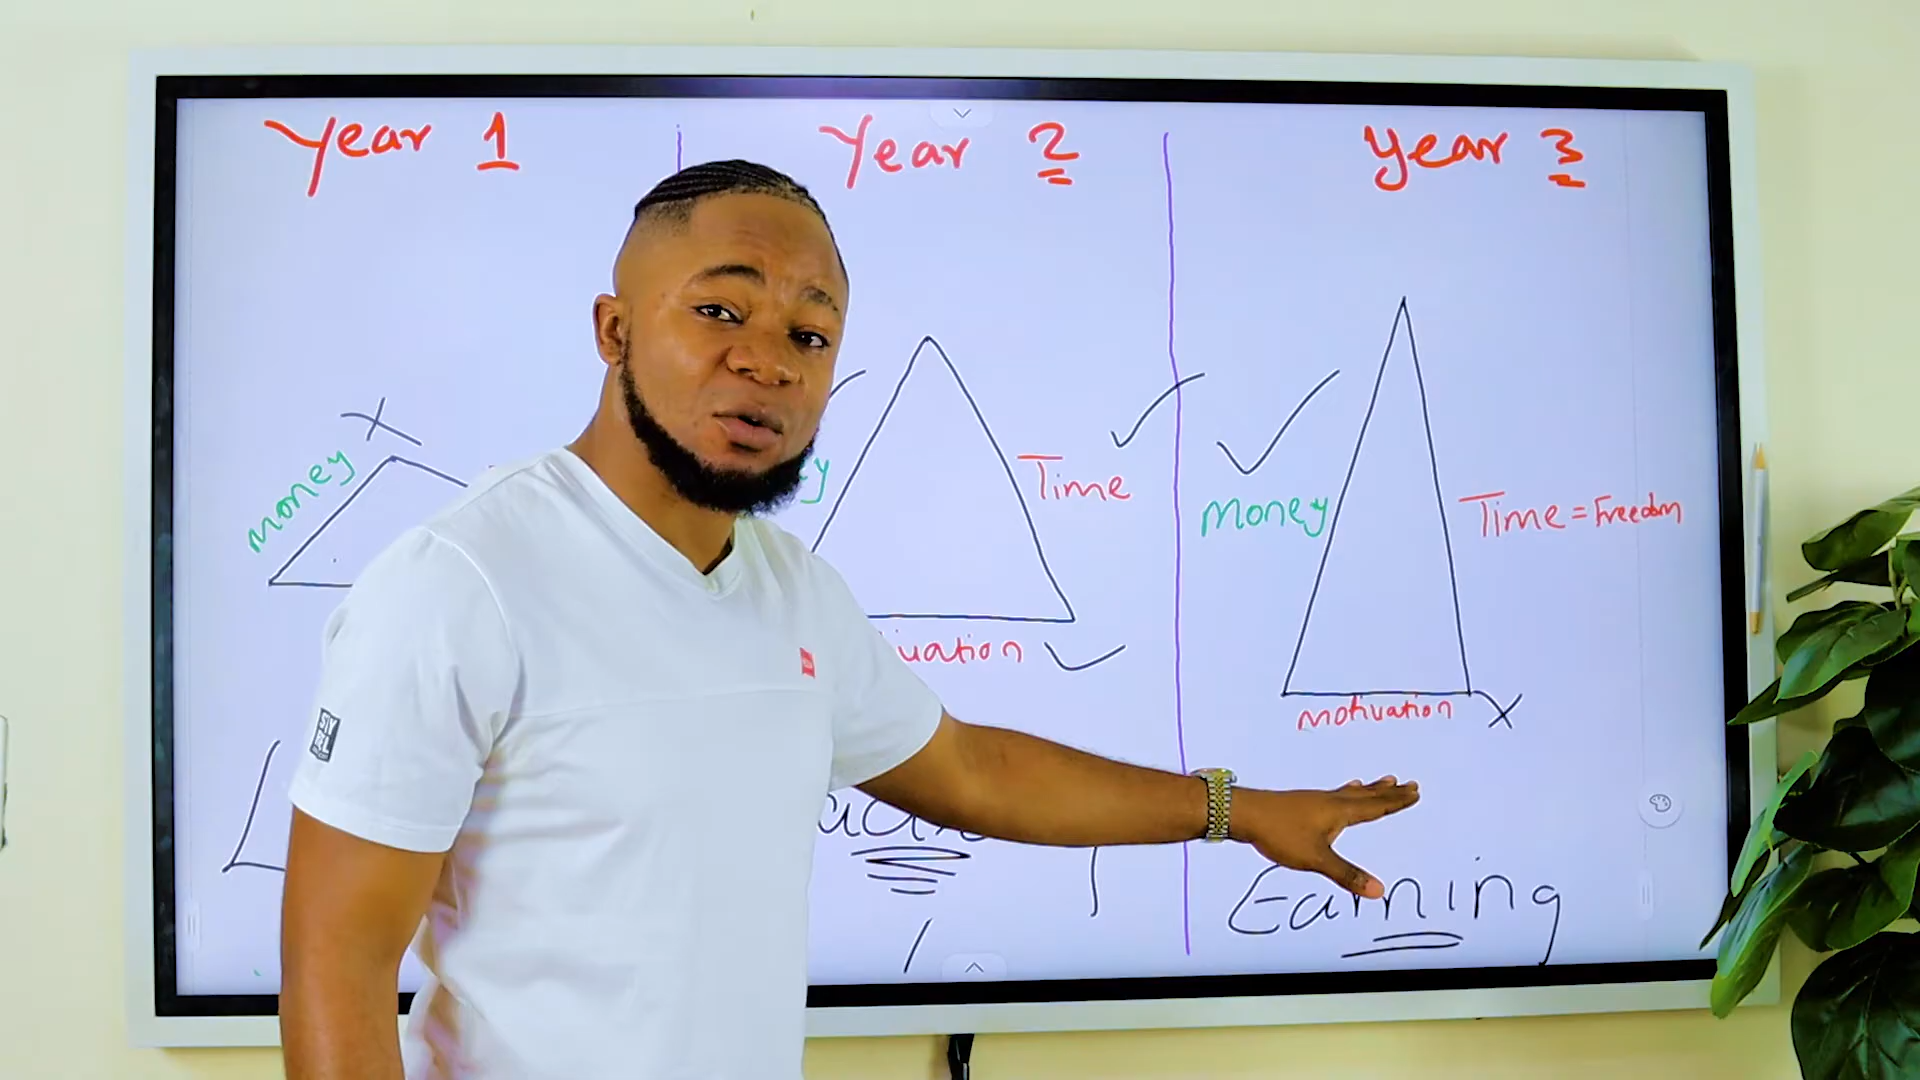 Year 1
Year 2
Year 3
money
Time
money
Time = Freedom
motivation
Earning